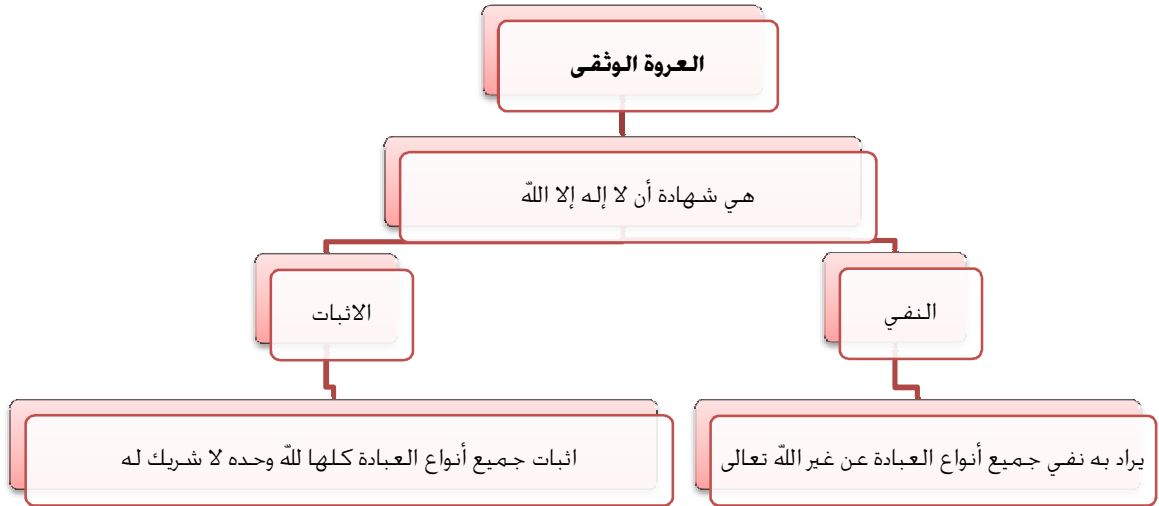 العروة الوثقى
هي شهادة أن لا إله إلا الله
النفي
الاثبات
يراد به نفي جميع أنواع العبادة عن غير الله تعالى
اثبات جميع أنواع العبادة كلها لله وحده لا شريك له